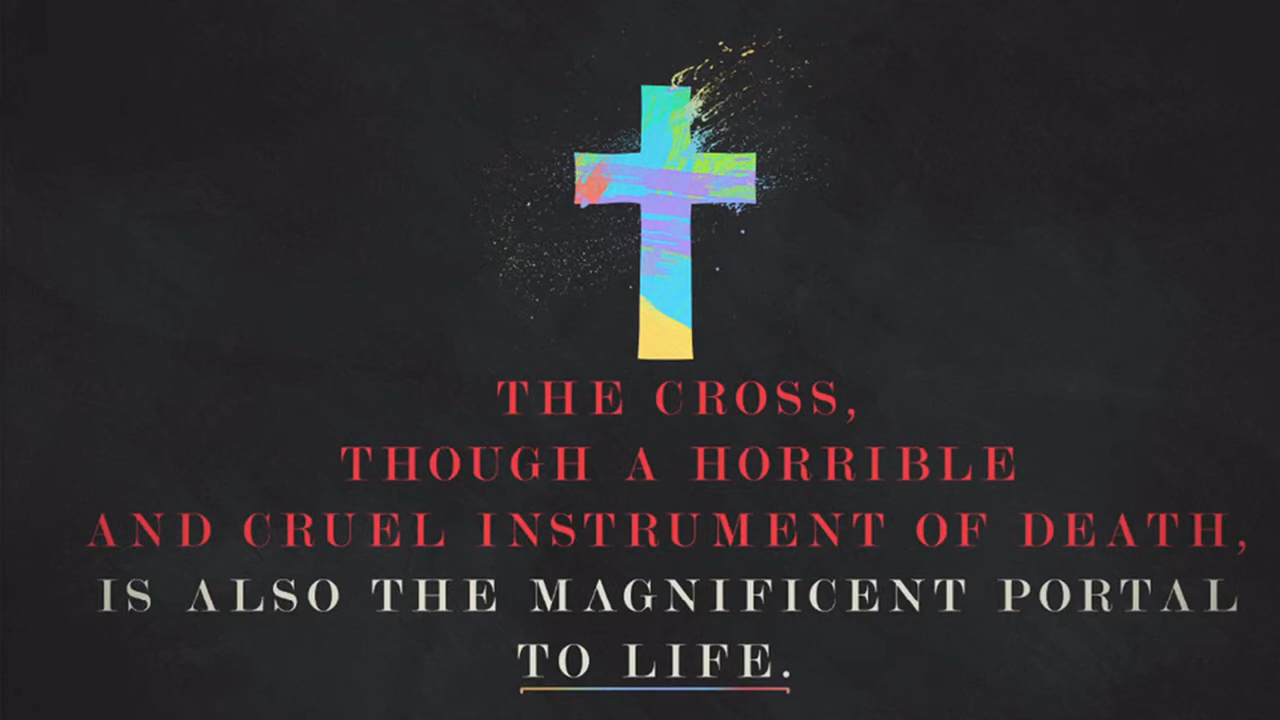 THE CROSS,
THOUGH A HORRIBLE
AND CRUEL INSTRUMENT OF DEATH,
IS ALSO THE MAGNIFICENT PORTAL
TO LIFE.